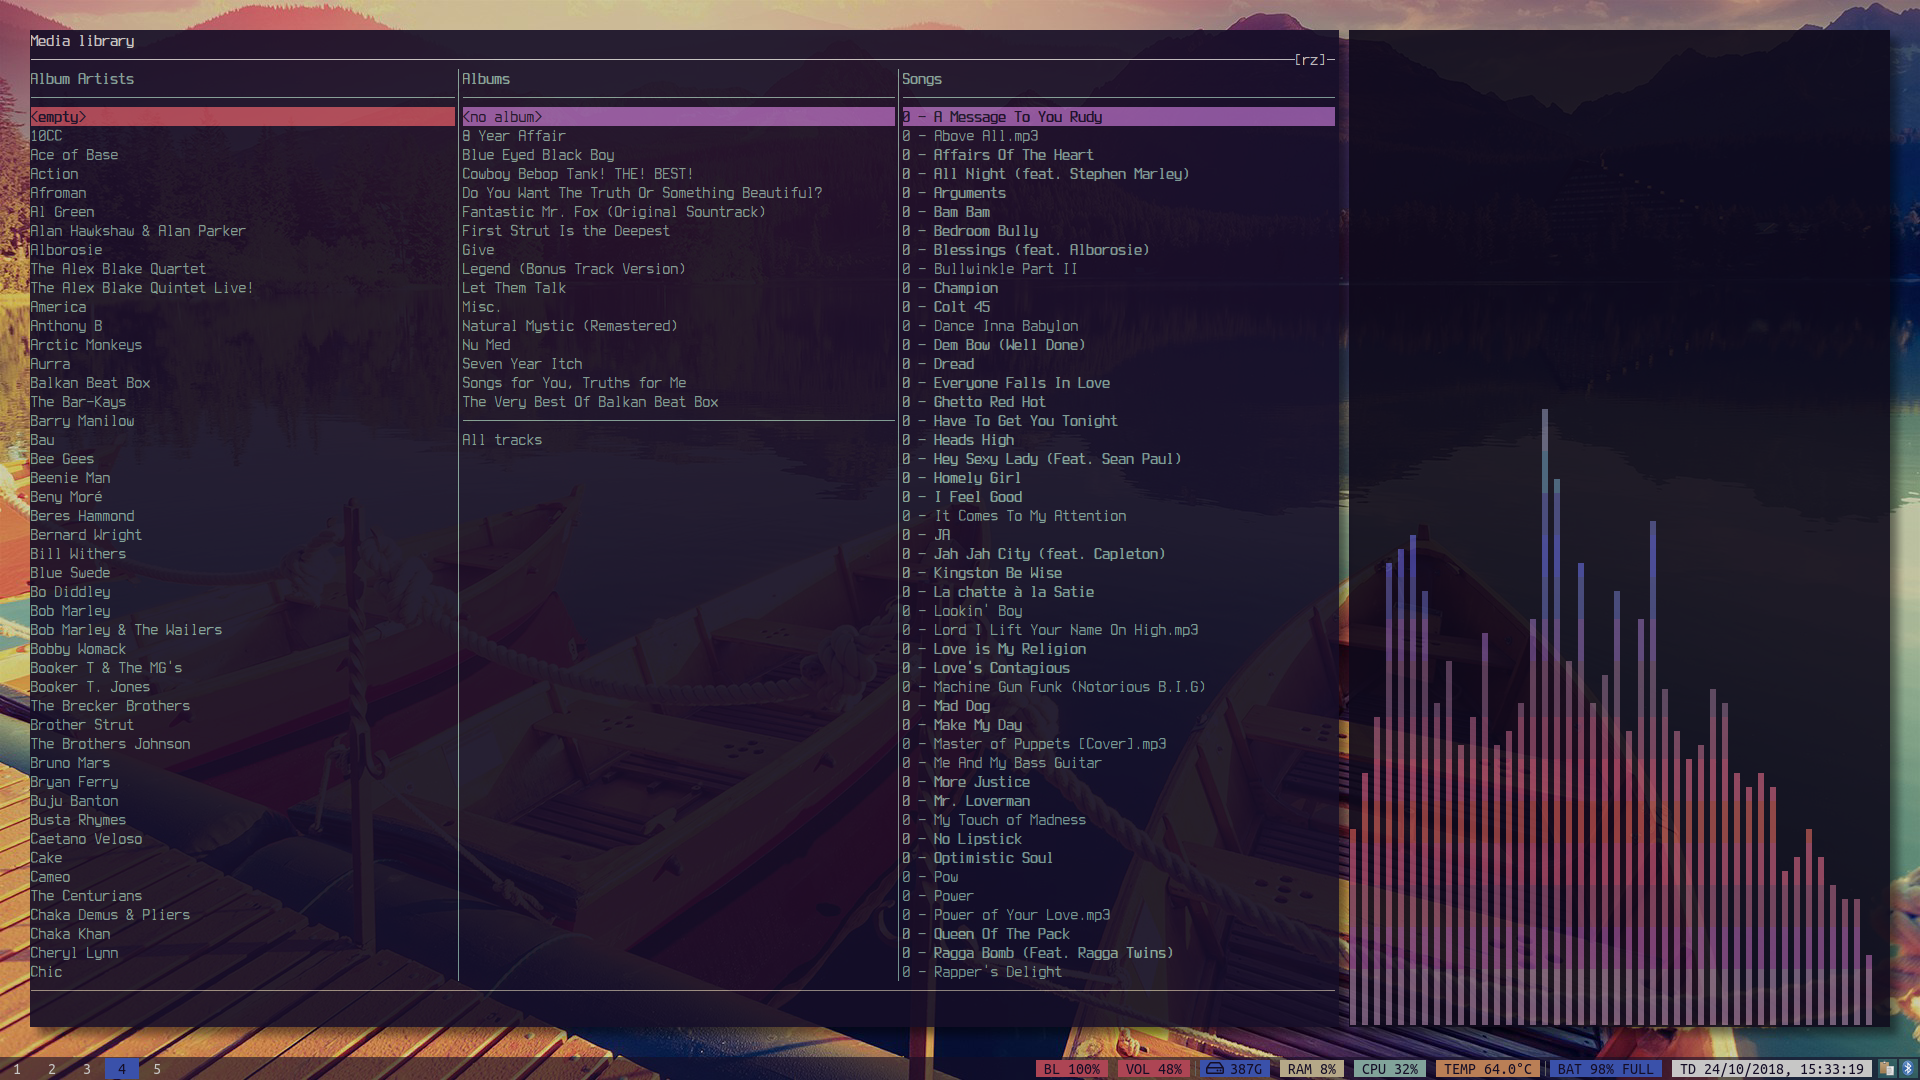 Media library
[rz]
Album Artists
<empty>
10CC
Ace of Base
Action
Afroman
Al Green
Alan Hawkshaw & Alan Parker
Alborosie
The Alex Blake Quartet
The Alex Blake Quintet Live!
America
Anthony B
Arctic Monkeys
Aurra
Balkan Beat Box
The Bar-Kays
Barry Manilow
Bau
Bee Gees
Beenie Man
Beny Moré
Beres Hammond
Bernard Wright
Bill Withers
Blue Swede
Bo Diddley
Bob Marley
Bob Marley & The Wailers
Bobby Womack
Booker T & The MG's
Booker T. Jones
The Brecker Brothers
Brother Strut
The Brothers Johnson
Bruno Mars
Bryan Ferry
Buju Banton
Busta Rhymes
Caetano Veloso
Cake
Cameo
The Centurians
Chaka Demus & Pliers
Chaka Khan
Cheryl Lynn
Chic
Albums
<no album>
8 Year Affair
Blue Eyed Black Boy
Cowboy Bebop Tank! THE! BEST!
Do You Want The Truth Or Something Beautiful?
Fantastic Mr. Fox (Original Sountrack)
First Strut Is the Deepest
Give
Legend (Bonus Track Version)
Let Them Talk
Misc.
Natural Mystic (Remastered)
Nu Med
Seven Year Itch
Songs for You, Truths for Me
The Very Best Of Balkan Beat Box
All tracks
Songs
0 - A Message To You Rudy
0 - Above All.mp3
0 - Affairs Of The Heart
0 - All Night (feat. Stephen Marley)
0 - Arguments
0 - Bam Bam
0 - Bedroom Bully
0 - Blessings (feat. Alborosie)
0 - Bullwinkle Part II
0 - Champion
0 - Colt 45
0 - Dance Inna Babylon
0 - Dem Bow (Well Done)
0 - Dread
0 - Everyone Falls In Love
0 - Ghetto Red Hot
0 - Have To Get You Tonight
0 - Heads High
0 - Hey Sexy Lady (Feat. Sean Paul)
0 - Homely Girl
0 - I Feel Good
0 - It Comes To My Attention
0 - JA
0 - Jah Jah City (feat. Capleton)
0 - Kingston Be Wise
0 - La chatte à la Satie
0 - Lookin' Boy
0 - Lord I Lift Your Name On High.mp3
0 - Love is My Religion
0 - Love's Contagious
0 - Machine Gun Funk (Notorious B.I.G)
0 - Mad Dog
0 - Make My Day
0 - Master of Puppets [Cover].mp3
0 - Me And My Bass Guitar
0 - More Justice
0 - Mr. Loverman
0 - My Touch of Madness
0 - No Lipstick
0 - Optimistic Soul
0 - Pow
0 - Power
0 - Power of Your Love.mp3
0 - Queen Of The Pack
0 - Ragga Bomb (Feat. Ragga Twins)
0 - Rapper's Delight
1 2 3 4 5
BL 100% VOL 48% 387G RAM 8% CPU 32% TEMP 64.0°C BAT 98% FULL TD 24/10/2018, 15:33:19